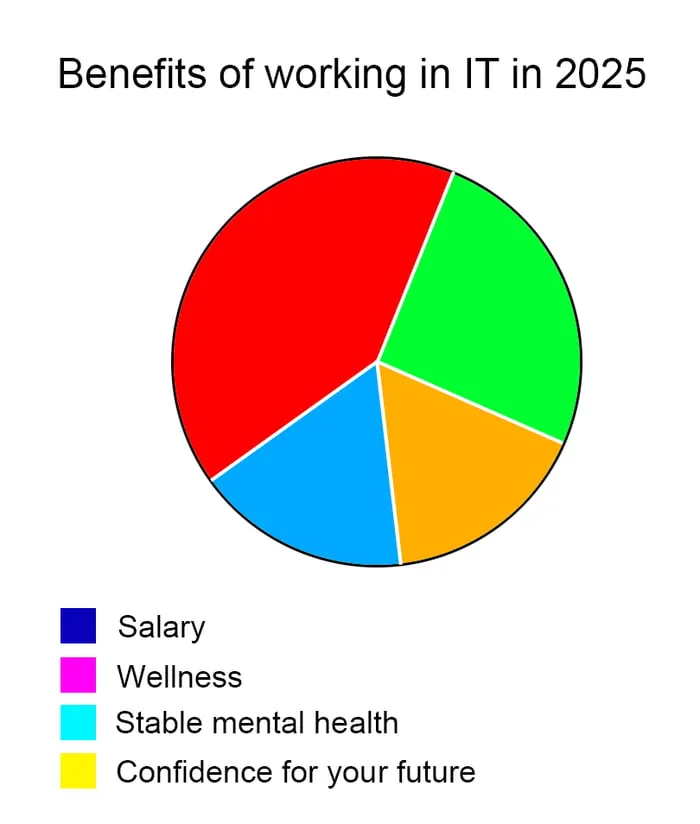 Benefits of working in IT in 2025
Salary
Wellness
Stable mental health
Confidence for your future